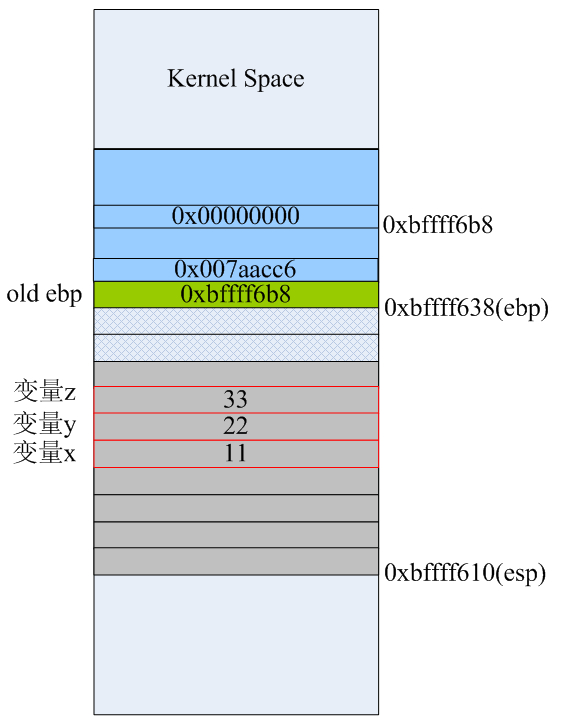 Kernel Space
0x00000000
0xbffff6b8
0x007aacc6
old ebp
0xbffff6b8
0xbffff638(ebp)
变量z
33
变量y
22
变量x
11
0xbffff610(esp)